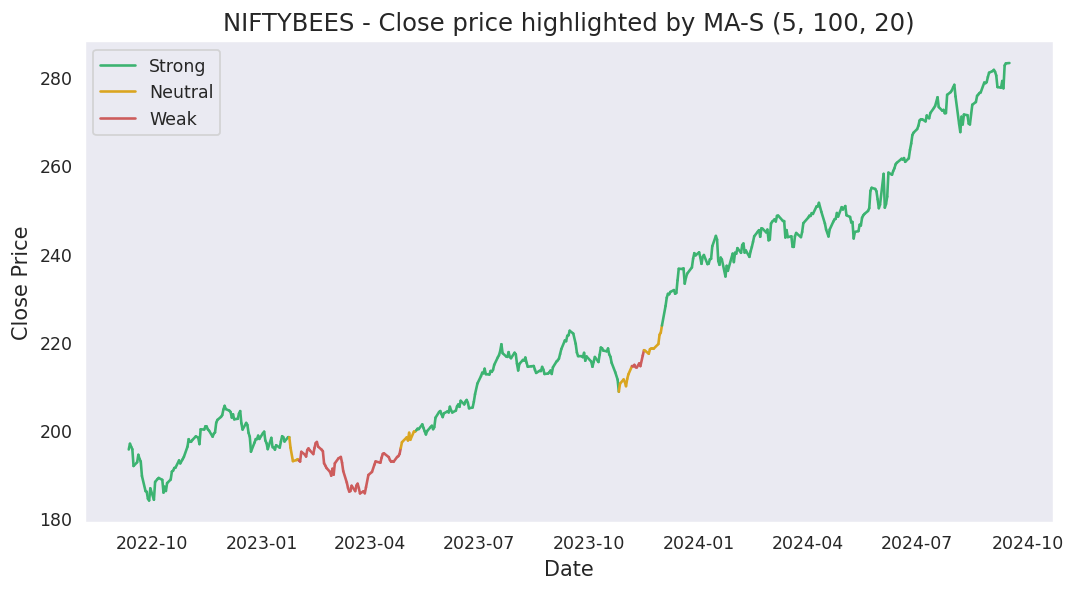 NIFTYBEES - Close price highlighted by MA-S (5, 100, 20)
Strong
Neutral
Weak
280
260
240
220
200
180
Close Price
2022-10 2023-01 2023-04 2023-07 2023-10 2024-01 2024-04 2024-07 2024-10
Date